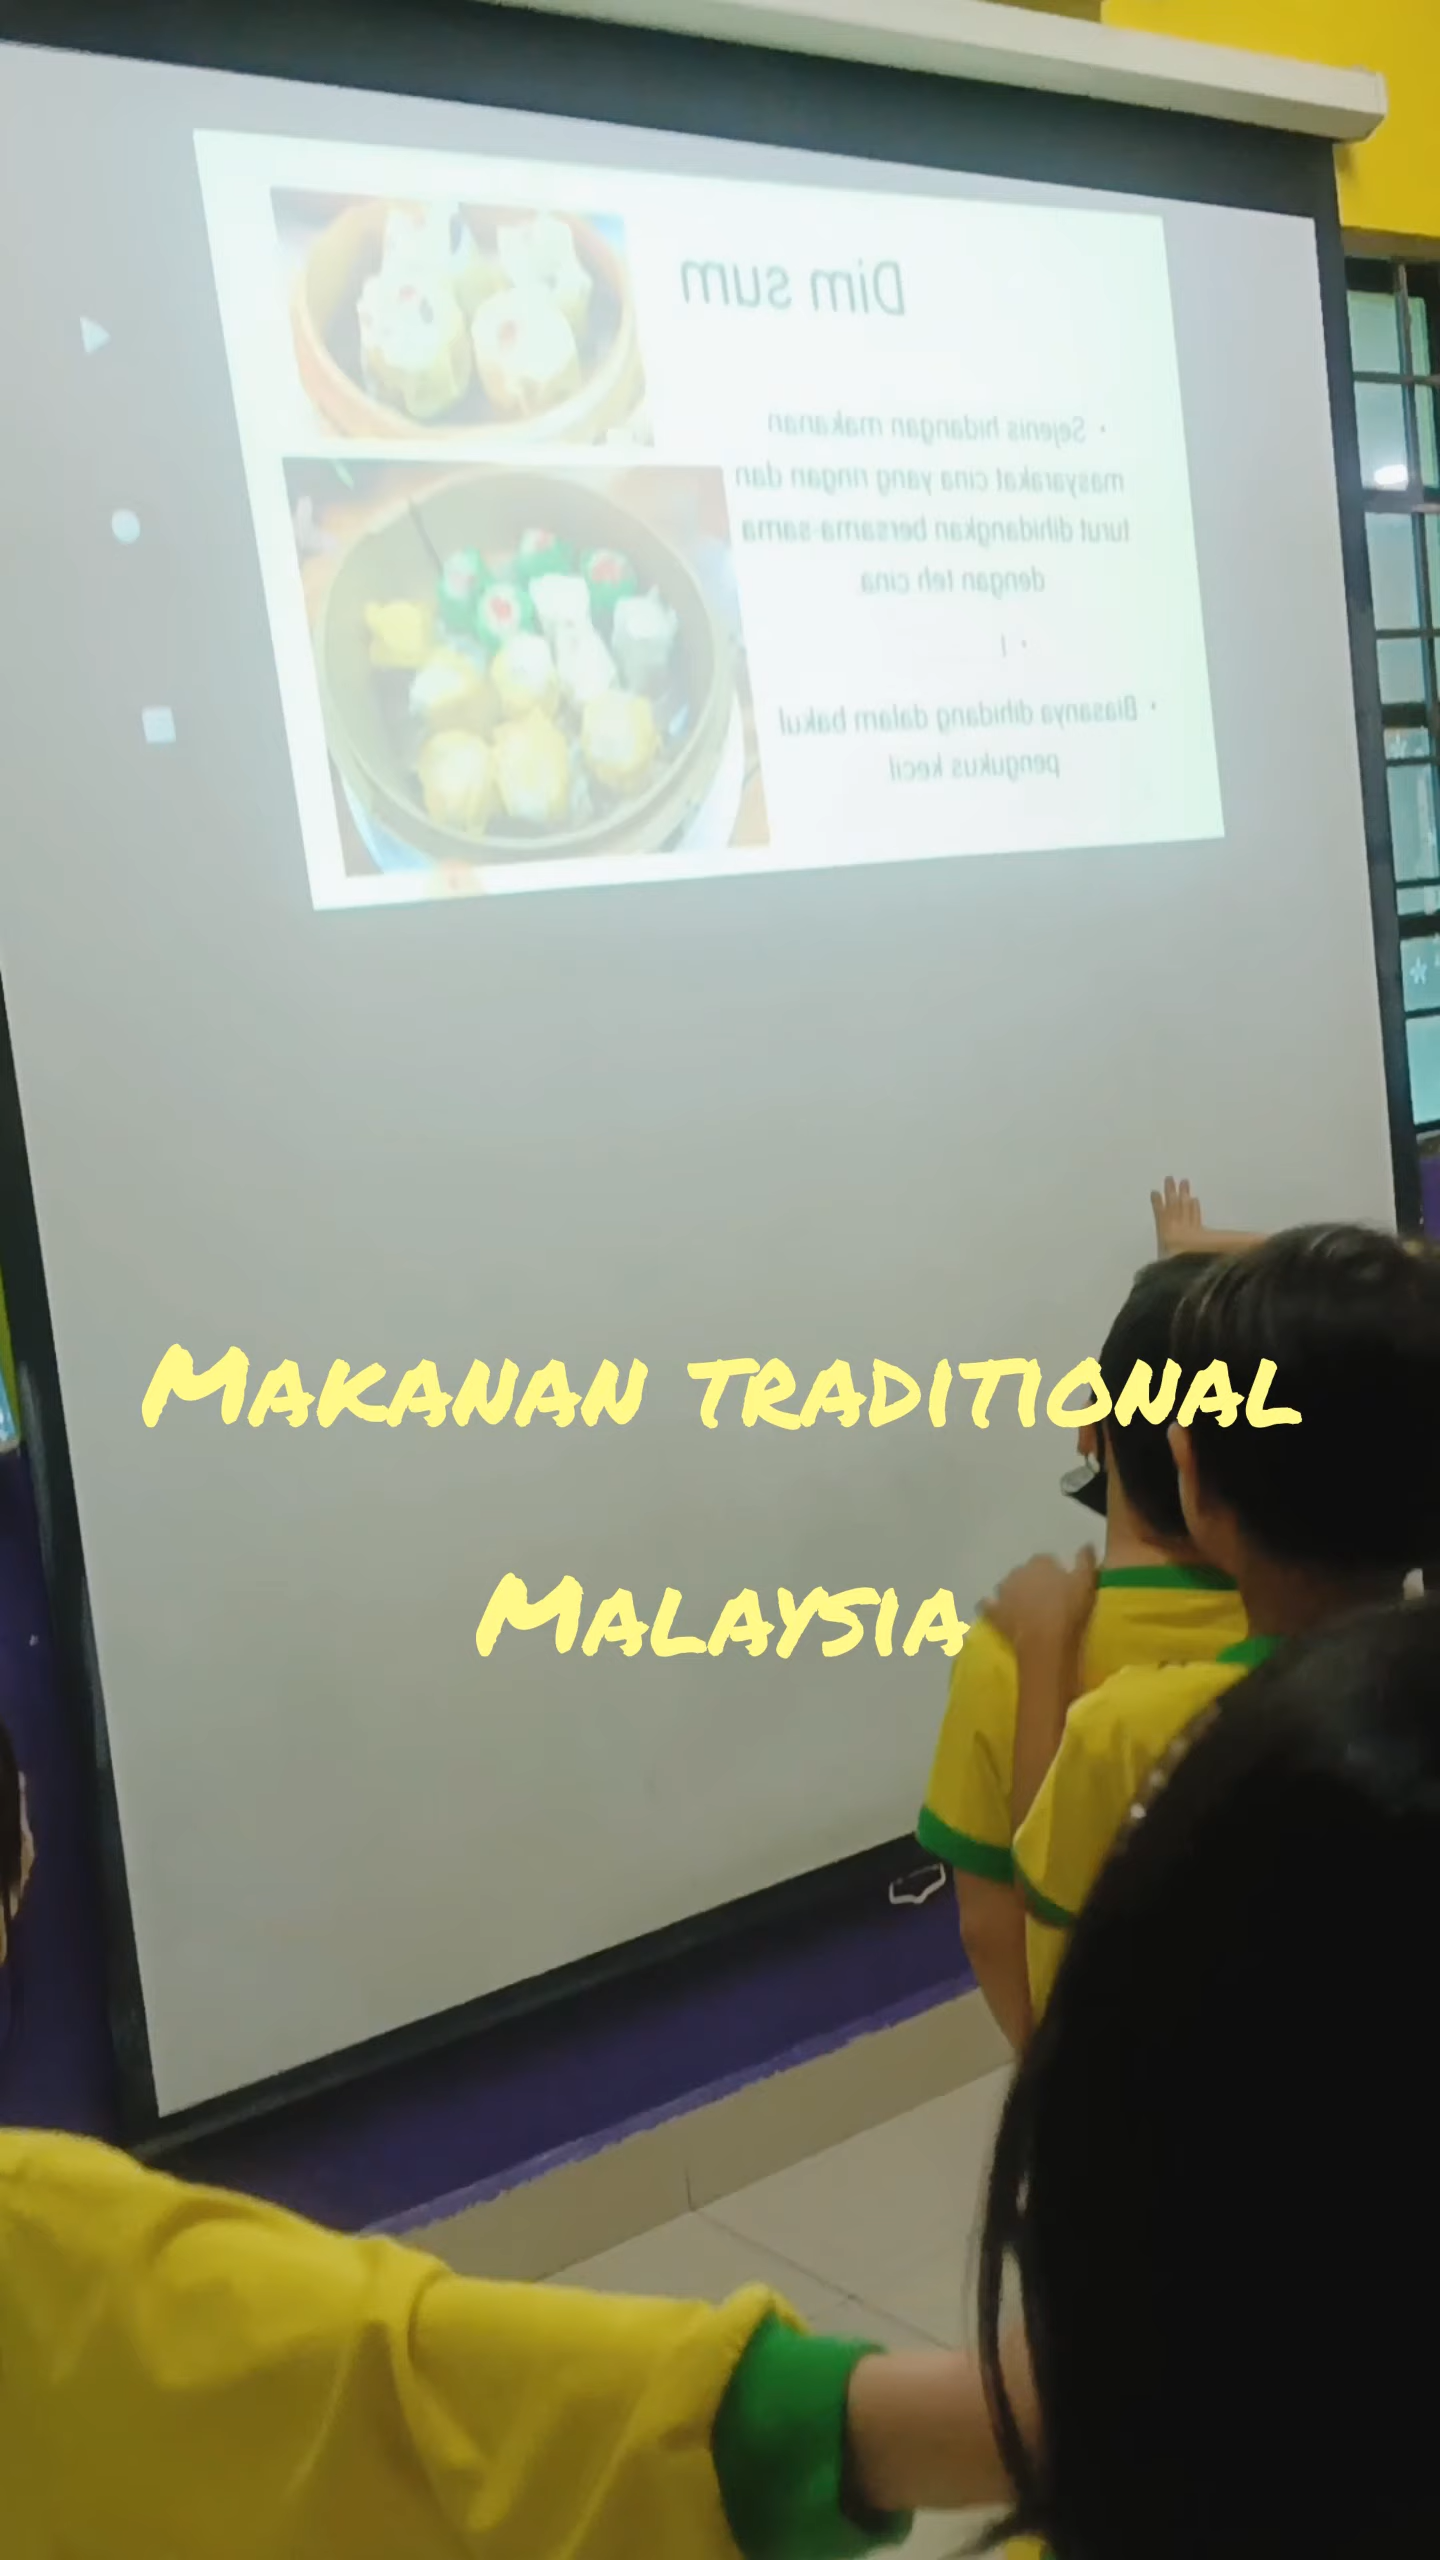 Dim sum
• Sejenis hidangan makanan
masyarakat cina yang ringan dan
turut dihidangkan bersama-sama
dengan teh cina.
• I
• Biasanya dihidang dalam bakul
pengukus kecil
Makanan traditional
Malaysia